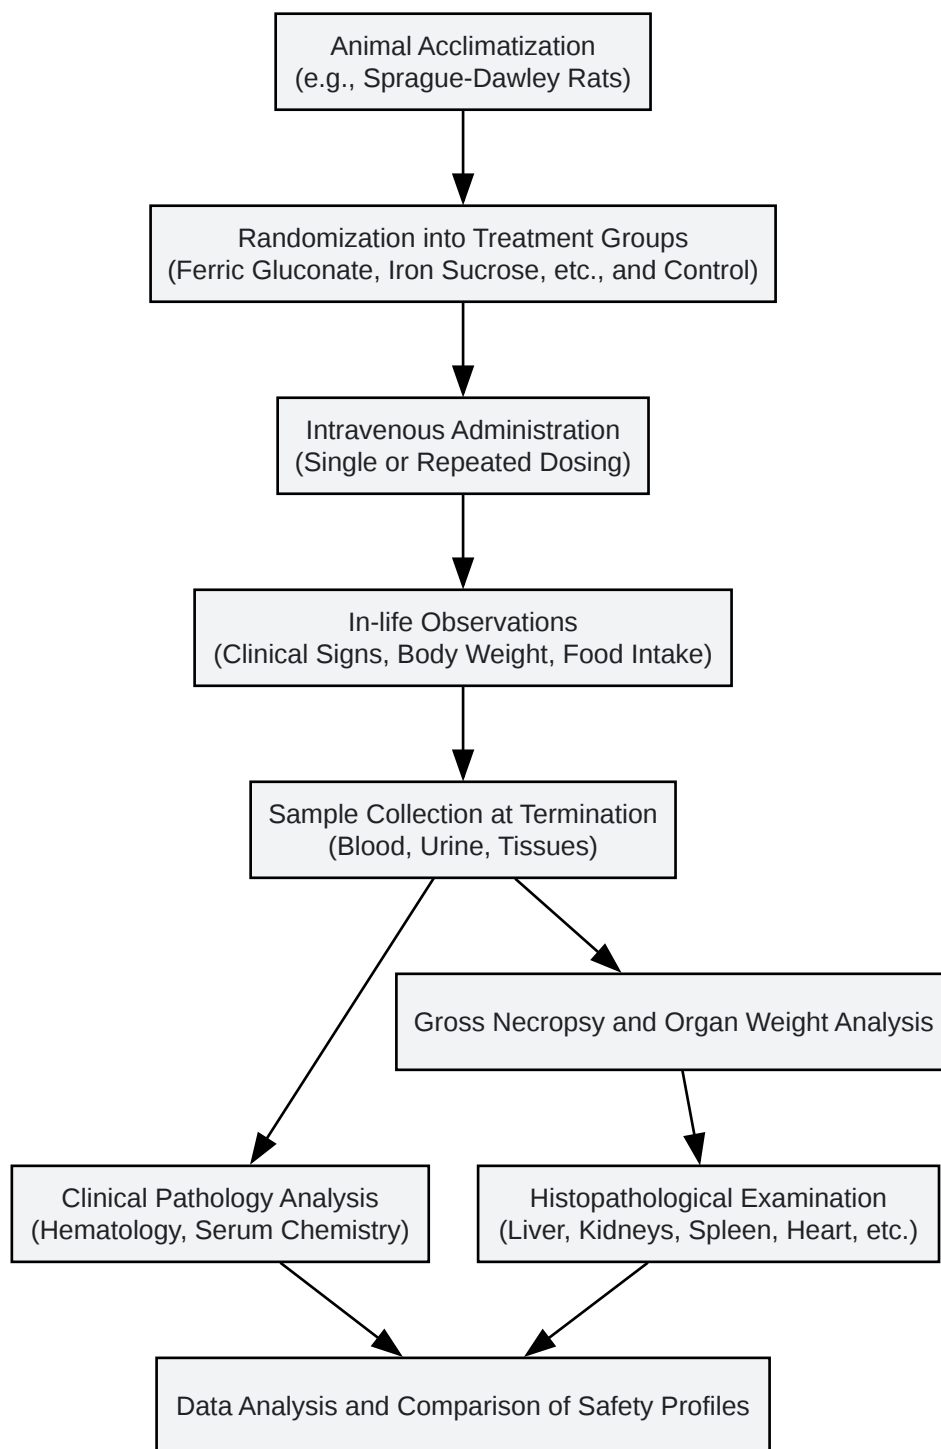 Animal Acclimatization
(e.g., Sprague-Dawley Rats)
Randomization into Treatment Groups
(Ferric Gluconate, Iron Sucrose, etc., and Control)
Intravenous Administration
(Single or Repeated Dosing)
In-life Observations
(Clinical Signs, Body Weight, Food Intake)
Sample Collection at Termination
(Blood, Urine, Tissues)
Gross Necropsy and Organ Weight Analysis
Clinical Pathology Analysis
(Hematology, Serum Chemistry)
Histopathological Examination
(Liver, Kidneys, Spleen, Heart, etc.)
Data Analysis and Comparison of Safety Profiles